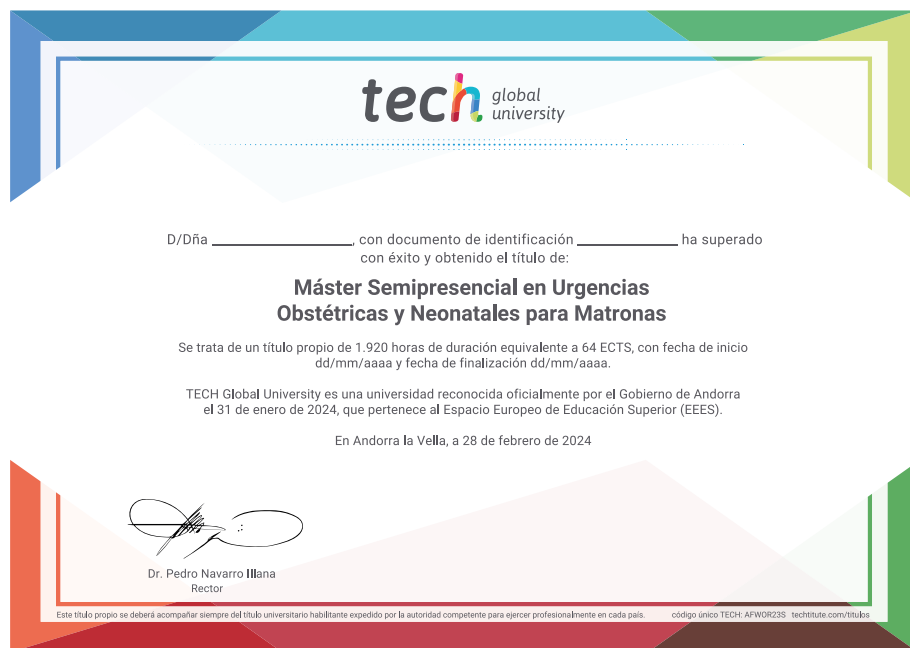 tech global university
D/Dña ____________________, con documento de identificación ______________ ha superado
con éxito y obtenido el título de:
Máster Semipresencial en Urgencias
Obstétricas y Neonatales para Matronas
Se trata de un título propio de 1.920 horas de duración equivalente a 64 ECTS, con fecha de inicio
dd/mm/aaaa y fecha de finalización dd/mm/aaaa.
TECH Global University es una universidad reconocida oficialmente por el Gobierno de Andorra
el 31 de enero de 2024, que pertenece al Espacio Europeo de Educación Superior (EEES).
En Andorra la Vella, a 28 de febrero de 2024
Dr. Pedro Navarro Illana
Rector
Este título propio se deberá acompañar siempre del título universitario habilitante expedido por la autoridad competente para ejercer profesionalmente en cada país. código único TECH: AFWOR23S techtitute.com/titulos